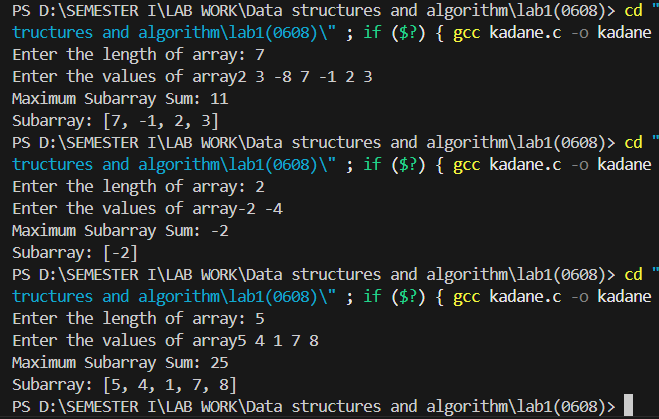 PS D:\SEMESTER I\LAB WORK\Data structures and algorithm\lab1(0608)> cd "
tructures and algorithm\lab1(0608)\" ; if ($?) { gcc kadane.c -o kadane
Enter the length of array: 7
Enter the values of array2 3 -8 7 -1 2 3
Maximum Subarray Sum: 11
Subarray: [7, -1, 2, 3]
PS D:\SEMESTER I\LAB WORK\Data structures and algorithm\lab1(0608)> cd "
tructures and algorithm\lab1(0608)\" ; if ($?) { gcc kadane.c -o kadane
Enter the length of array: 2
Enter the values of array-2 -4
Maximum Subarray Sum: -2
Subarray: [-2]
PS D:\SEMESTER I\LAB WORK\Data structures and algorithm\lab1(0608)> cd "
tructures and algorithm\lab1(0608)\" ; if ($?) { gcc kadane.c -o kadane
Enter the length of array: 5
Enter the values of array5 4 1 7 8
Maximum Subarray Sum: 25
Subarray: [5, 4, 1, 7, 8]
PS D:\SEMESTER I\LAB WORK\Data structures and algorithm\lab1(0608)>